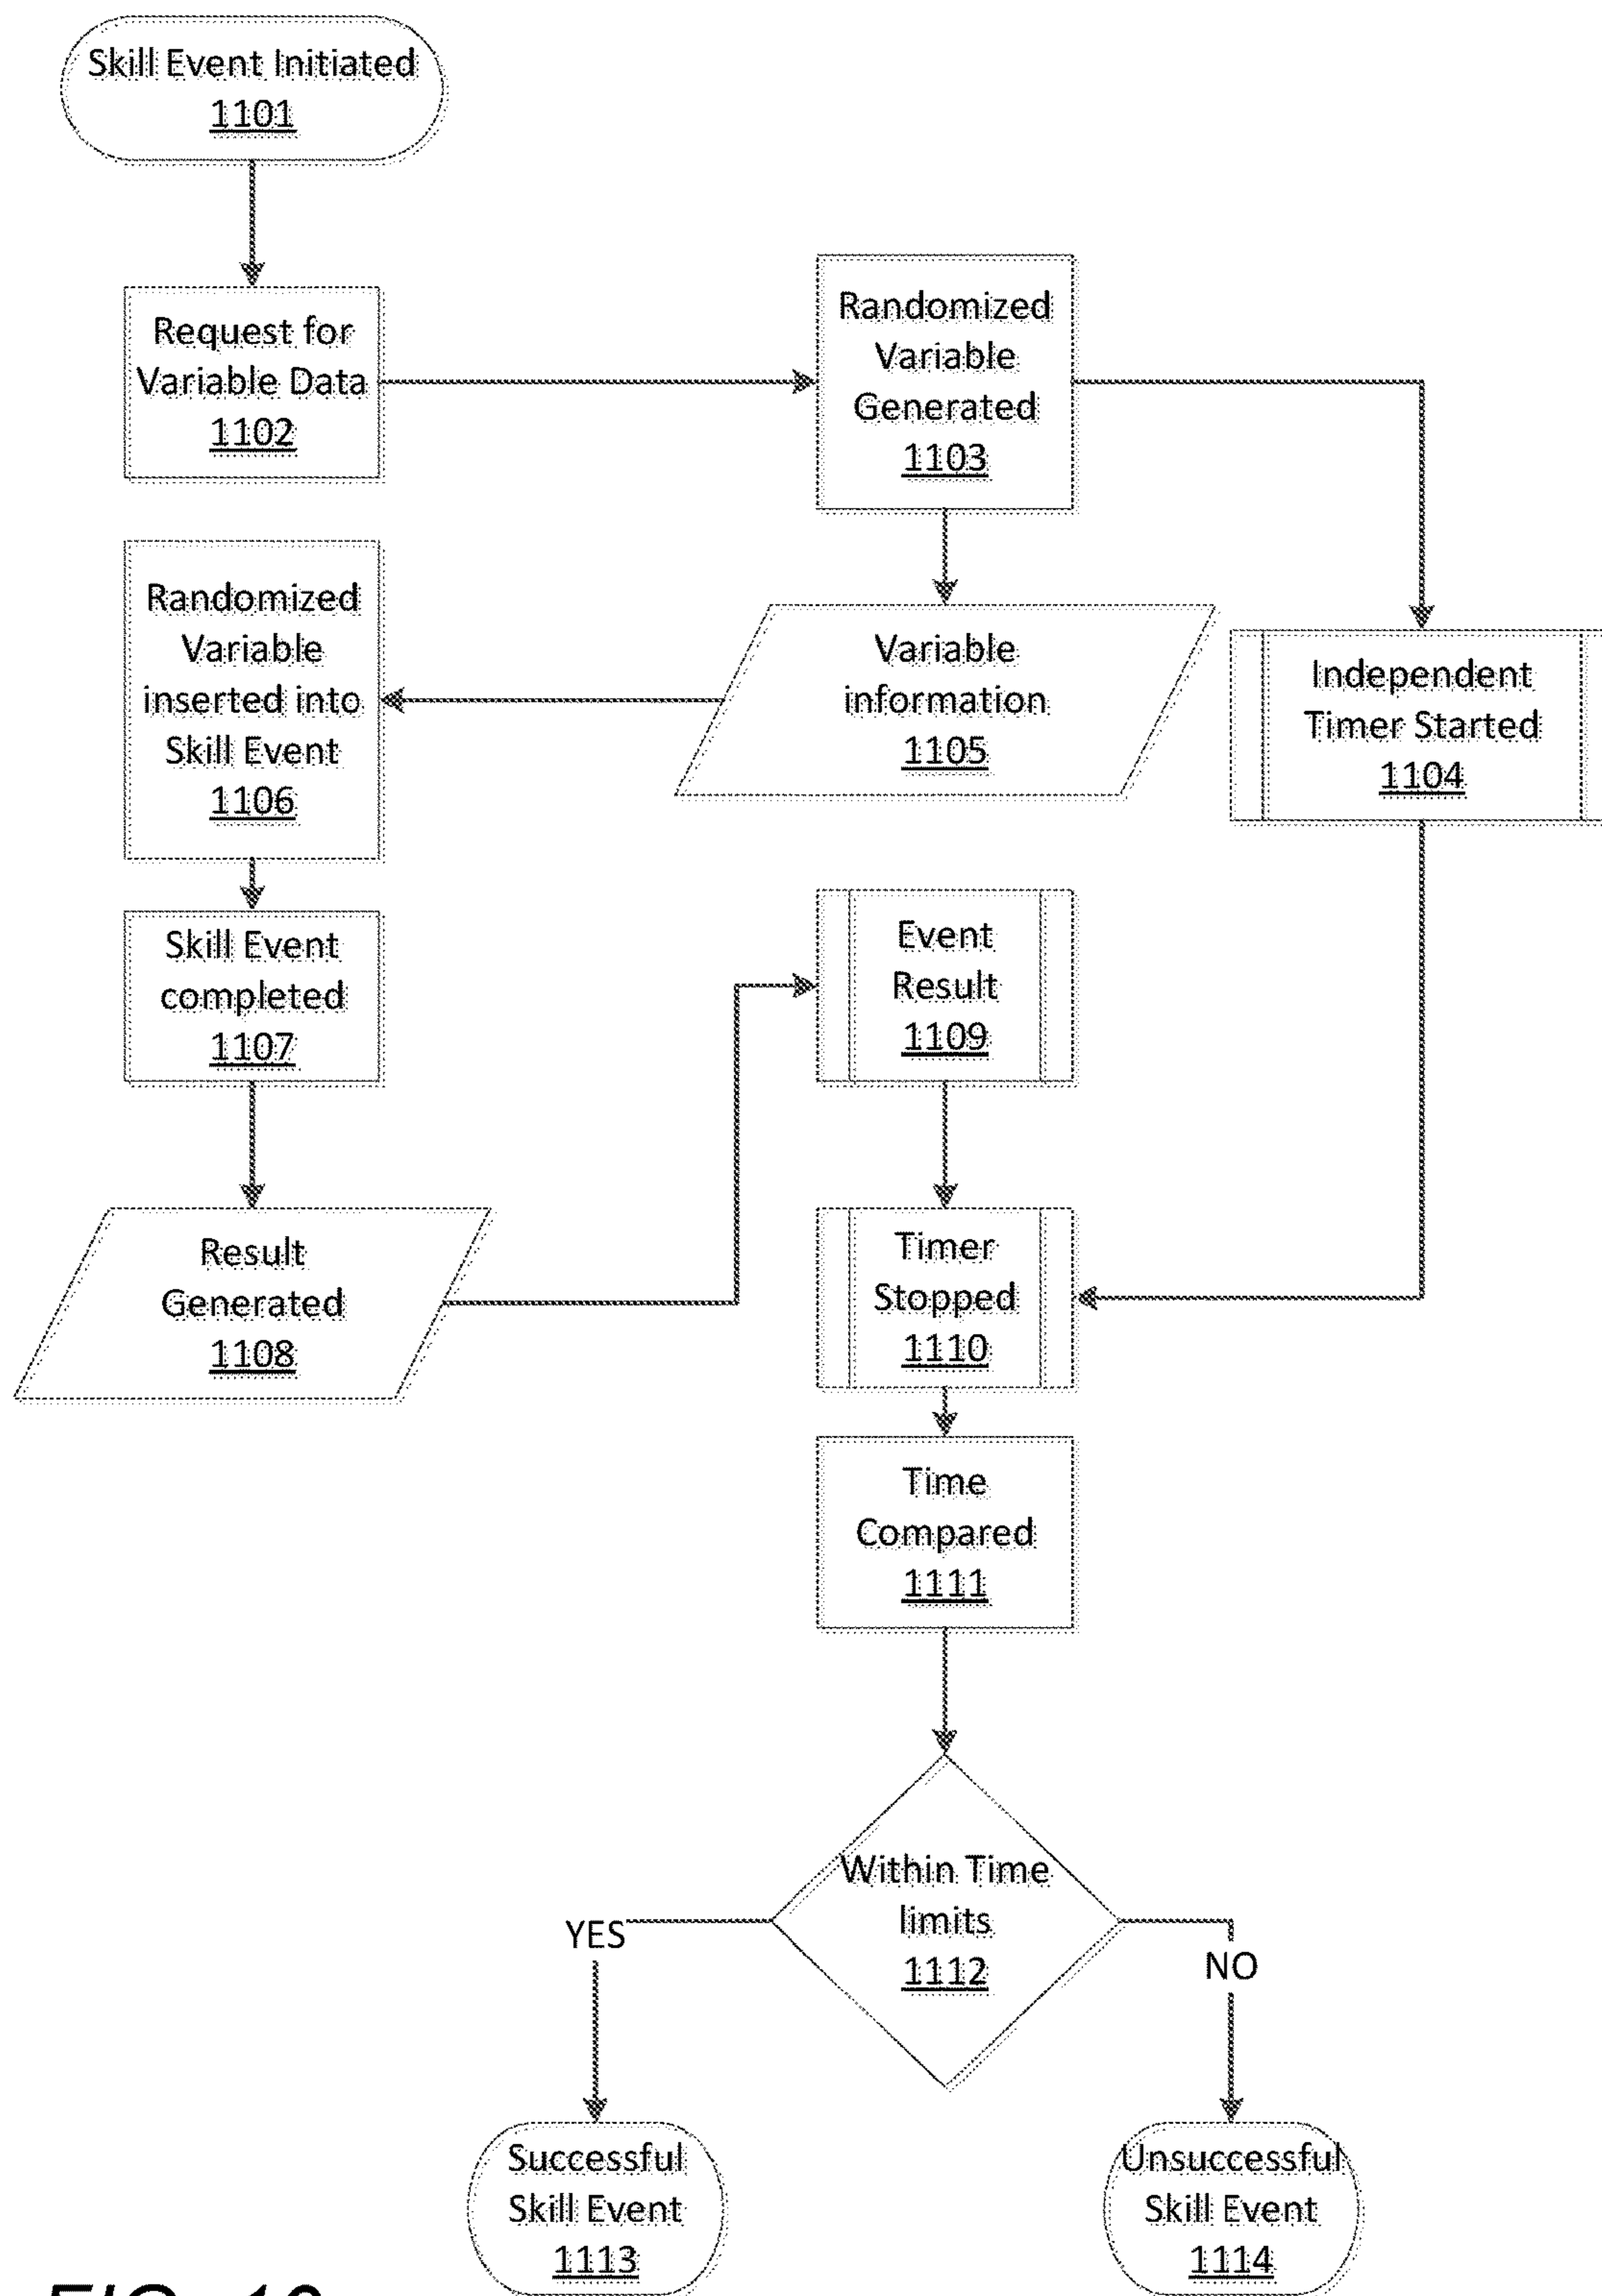 Skill Event Initiated
1101
Request for
Variable Data
1102
Randomized
Variable
Generated
1103
Independent
Timer Started
1104
Variable
information
1105
Randomized
Variable
inserted into
Skill Event
1106
Skill Event
completed
1107
Result
Generated
1108
Event
Result
1109
Timer
Stopped
1110
Time
Compared
1111
Within Time
limits
1112
YES
NO
Successful
Skill Event
1113
Unsuccessful
Skill Event
1114